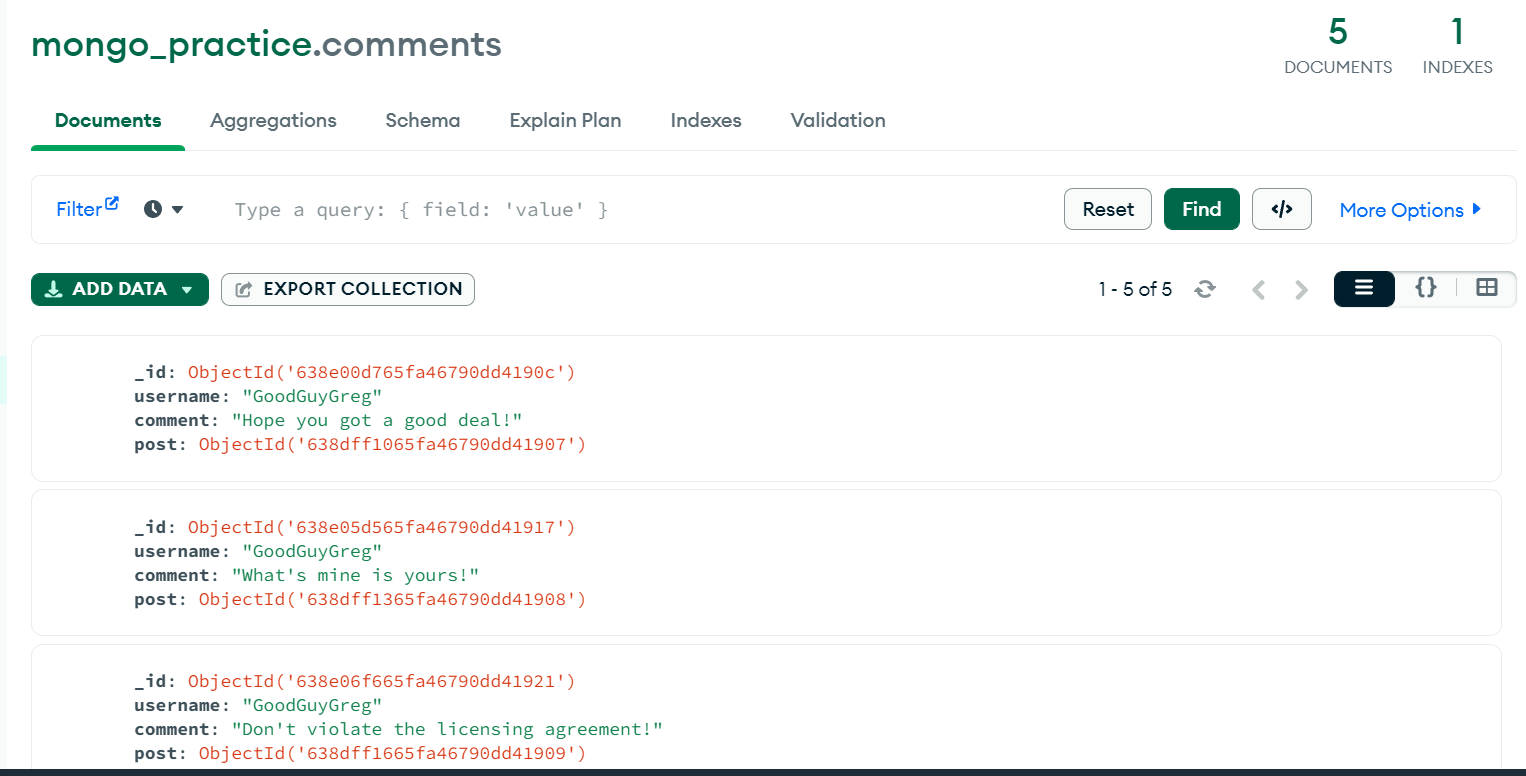 mongo_practice.comments
5
DOCUMENTS
1
INDEXES
Documents Aggregations Schema Explain Plan Indexes Validation
Filter Type a query: { field: 'value' } Reset Find </> More Options
ADD DATA EXPORT COLLECTION 1 - 5 of 5 {}
_id: ObjectId('638e00d765fa46790dd4190c')
username: "GoodGuyGreg"
comment: "Hope you got a good deal!"
post: ObjectId('638dff1065fa46790dd41907')
_id: ObjectId('638e05d565fa46790dd41917')
username: "GoodGuyGreg"
comment: "What's mine is yours!"
post: ObjectId('638dff1365fa46790dd41908')
_id: ObjectId('638e06f665fa46790dd41921')
username: "GoodGuyGreg"
comment: "Don't violate the licensing agreement!"
post: ObjectId('638dff1665fa46790dd41909')